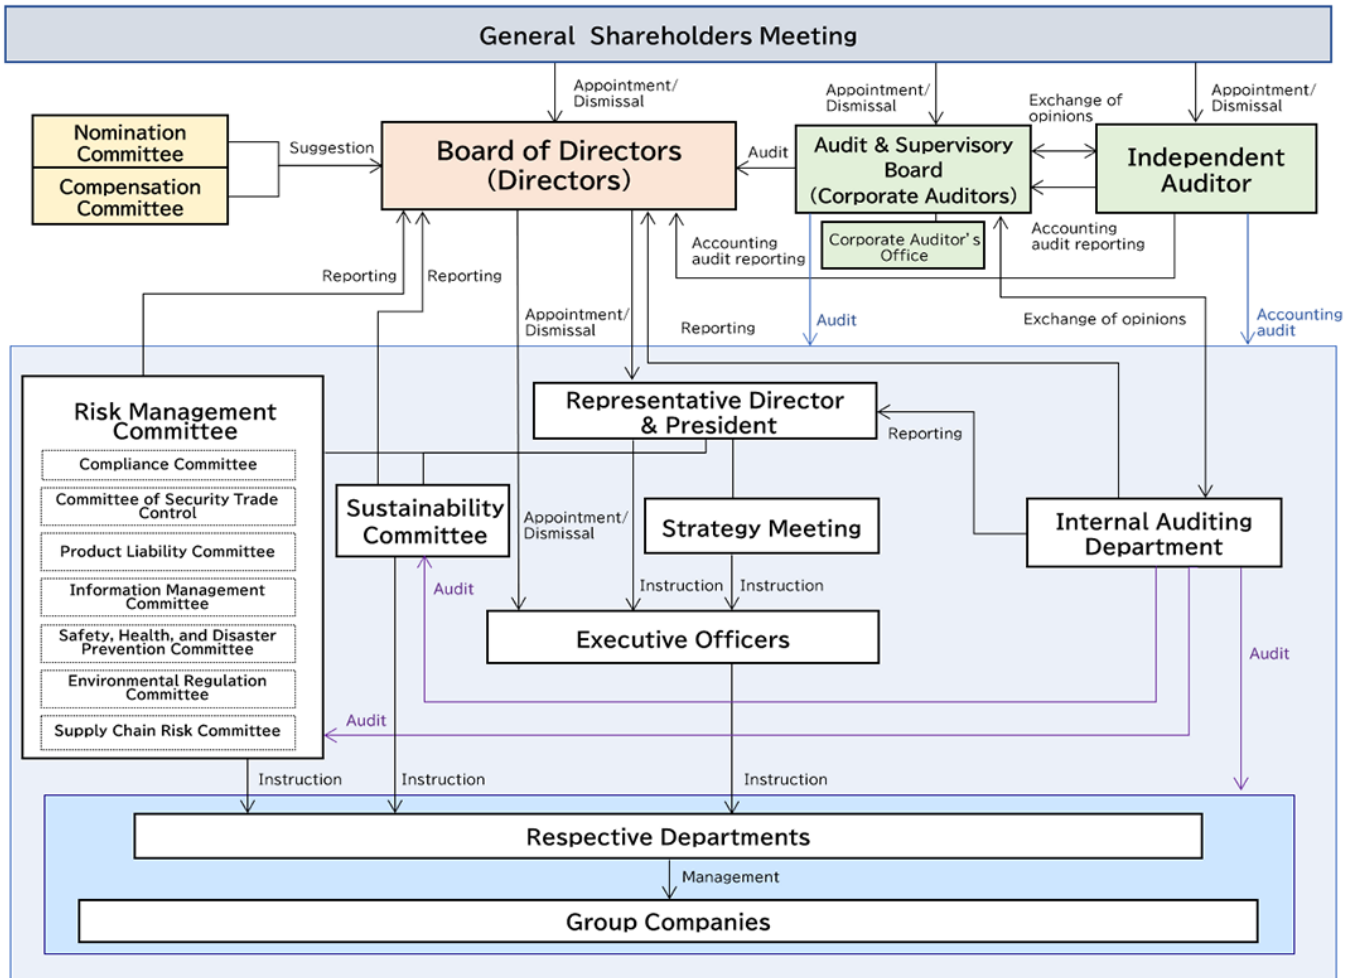 General Shareholders Meeting
Appointment/
Dismissal
Appointment/
Dismissal
Exchange of
opinions
Appointment/
Dismissal
Nomination
Committee
Compensation
Committee
Suggestion
Board of Directors
(Directors)
Audit
Audit & Supervisory
Board
(Corporate Auditors)
Independent
Auditor
Corporate Auditor's
Office
Accounting
audit reporting
Accounting
audit reporting
Reporting
Reporting
Appointment/
Dismissal
Reporting
Audit
Exchange of opinions
Accounting
audit
Risk Management
Committee
Compliance Committee
Committee of Security Trade
Control
Product Liability Committee
Information Management
Committee
Safety, Health, and Disaster
Prevention Committee
Environmental Regulation
Committee
Supply Chain Risk Committee
Representative Director
& President
Reporting
Sustainability
Committee
Appointment/
Dismissal
Strategy Meeting
Internal Auditing
Department
Audit
Instruction
Instruction
Executive Officers
Audit
Audit
Instruction
Instruction
Instruction
Respective Departments
Management
Group Companies